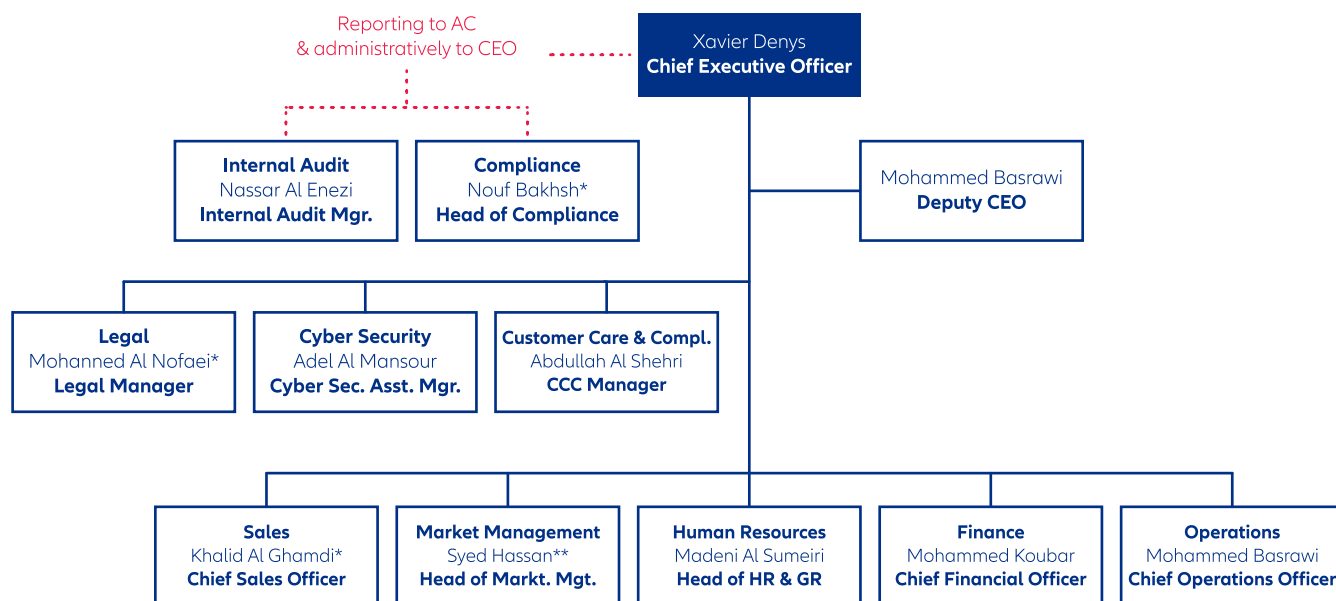 Reporting to AC
& administratively to CEO
Xavier Denys
Chief Executive Officer
Internal Audit
Nassar Al Enezi
Internal Audit Mgr.
Compliance
Nouf Bakhsh*
Head of Compliance
Mohammed Basrawi
Deputy CEO
Legal
Mohanned Al Nofaei*
Legal Manager
Cyber Security
Adel Al Mansour
Cyber Sec. Asst. Mgr.
Customer Care & Compl.
Abdullah Al Shehri
CCC Manager
Sales
Khalid Al Ghamdi*
Chief Sales Officer
Market Management
Syed Hassan**
Head of Markt. Mgt.
Human Resources
Madeni Al Sumeiri
Head of HR & GR
Finance
Mohammed Koubar
Chief Financial Officer
Operations
Mohammed Basrawi
Chief Operations Officer